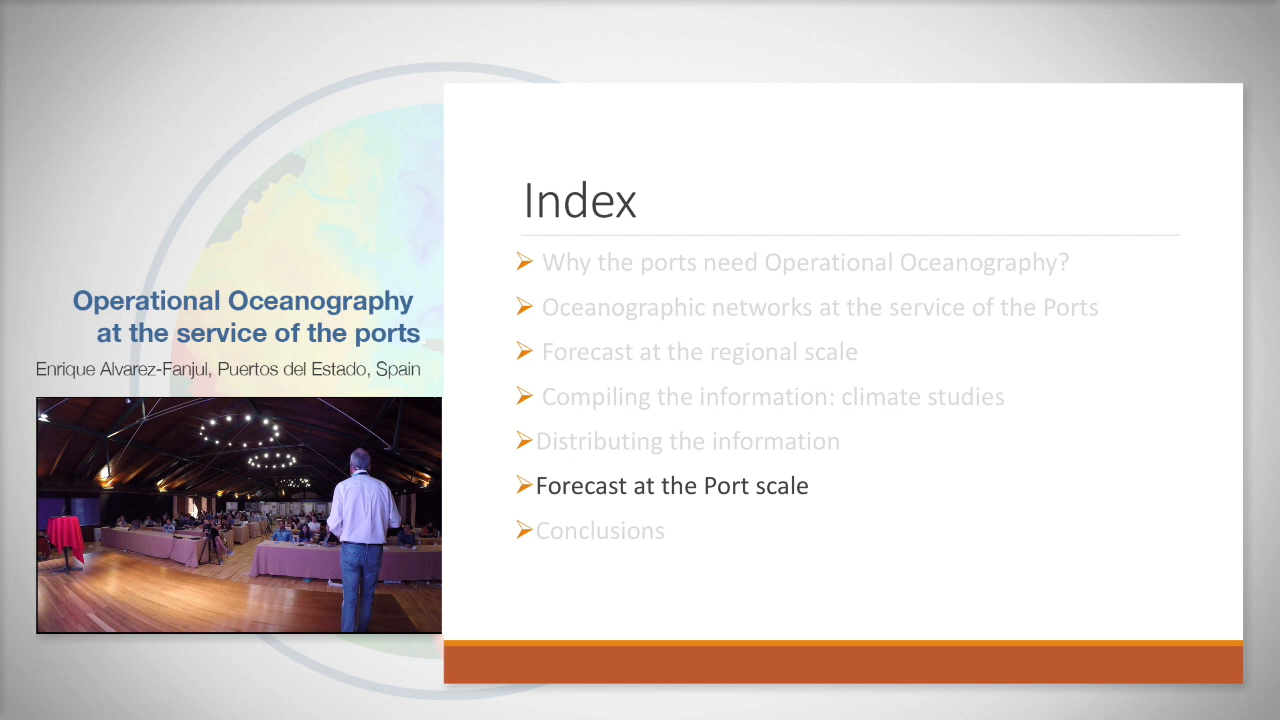 Operational Oceanography
at the service of the ports
Enrique Alvarez-Fanjul, Puertos del Estado, Spain
Index
Why the ports need Operational Oceanography?
Oceanographic networks at the service of the Ports
Forecast at the regional scale
Compiling the information: climate studies
Distributing the information
Forecast at the Port scale
Conclusions